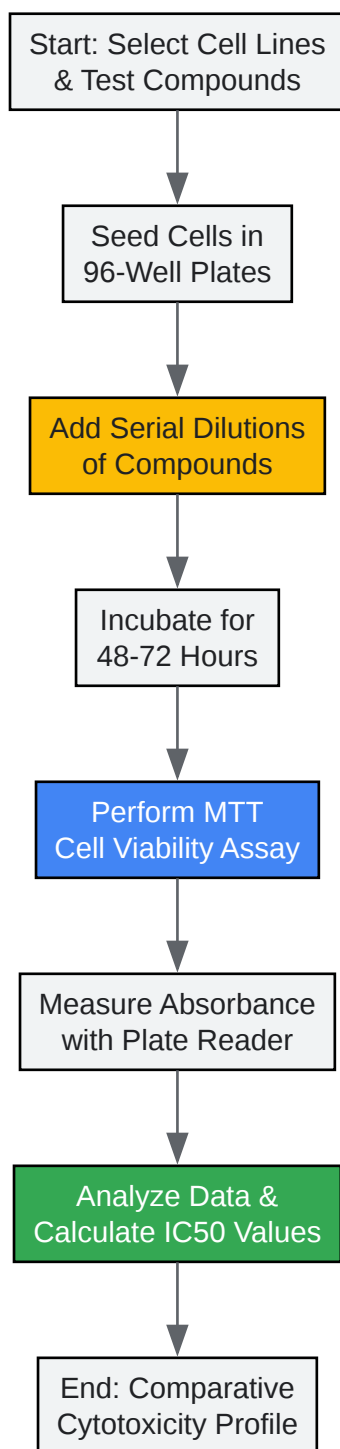 Start: Select Cell Lines
& Test Compounds
Seed Cells in
96-Well Plates
Add Serial Dilutions
of Compounds
Incubate for
48-72 Hours
Perform MTT
Cell Viability Assay
Measure Absorbance
with Plate Reader
Analyze Data &
Calculate IC50 Values
End: Comparative
Cytotoxicity Profile